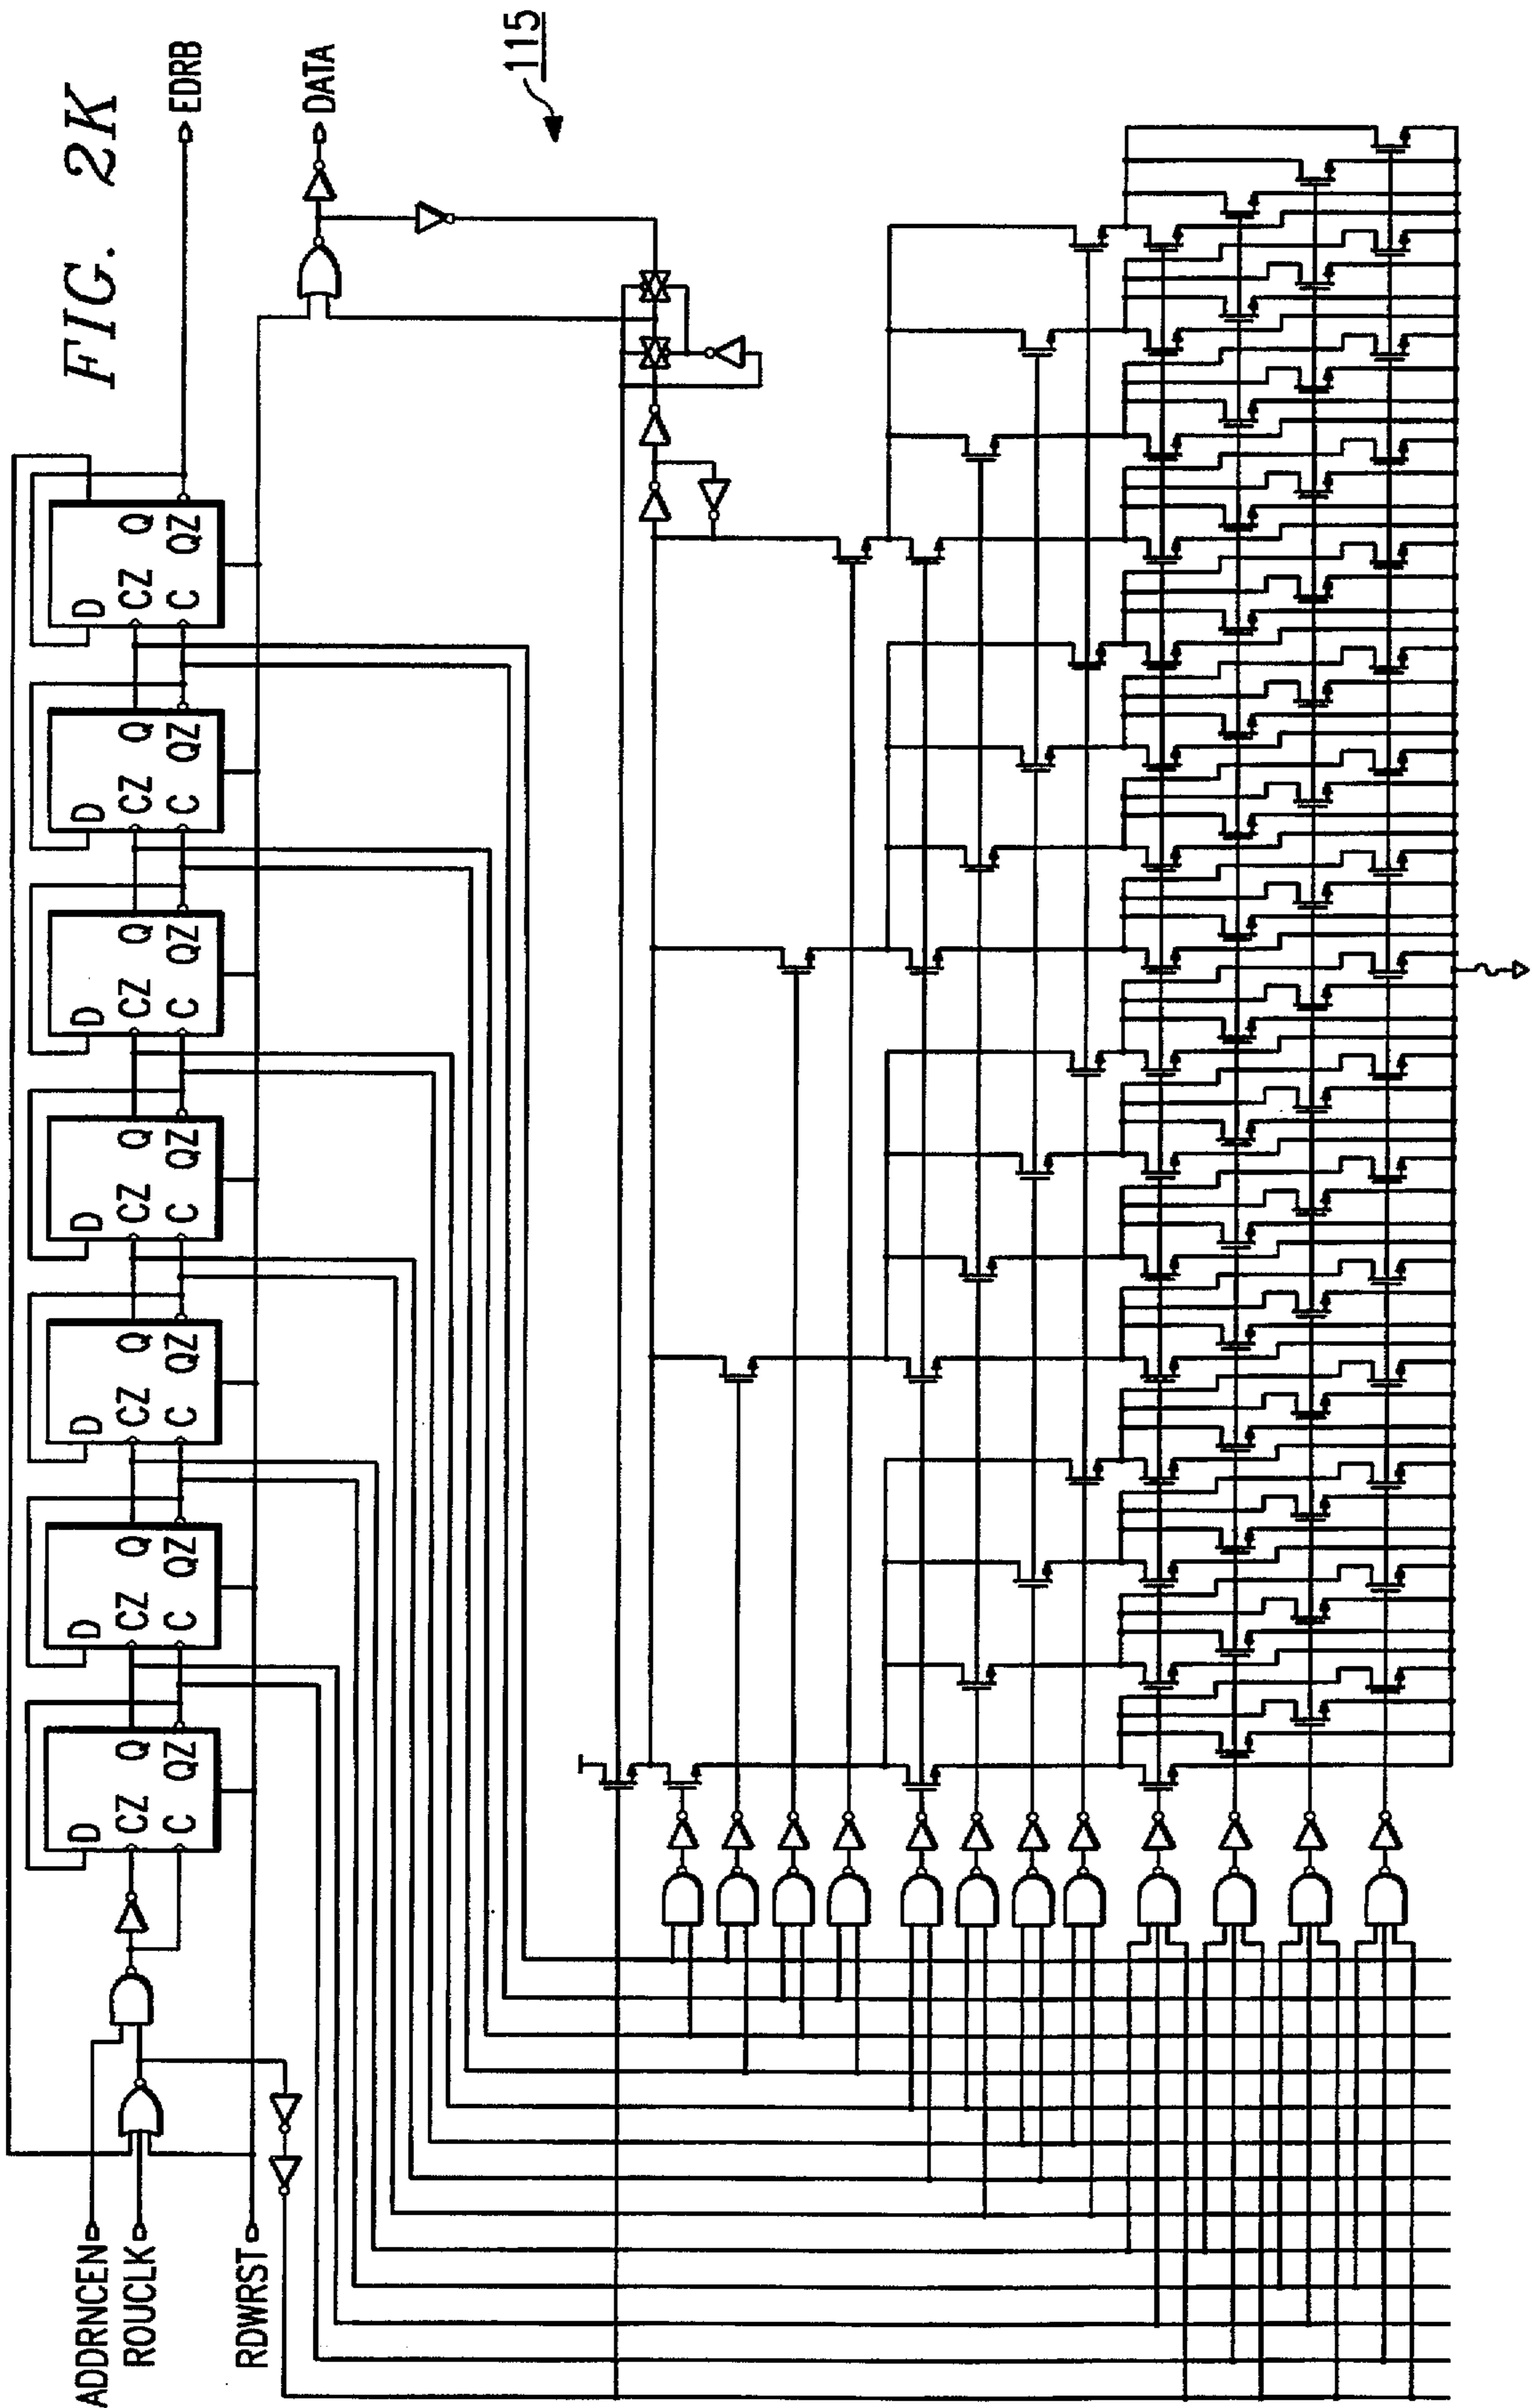 FIG. 2K
EDRB
DATA
115
D
CZ Q
C QZ
D
CZ Q
C QZ
D
CZ Q
C QZ
D
CZ Q
C QZ
D
CZ Q
C QZ
D
CZ Q
C QZ
D
CZ Q
C QZ
ADDRNCEN
ROUCLK
RDWRST